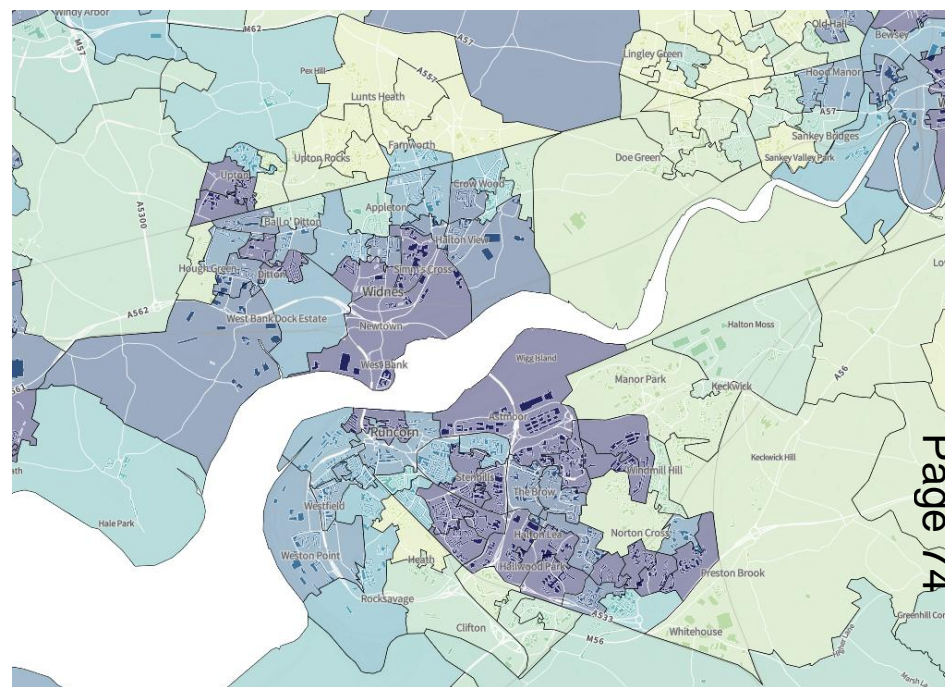 Windy Arbor
M62
M57
A57
Old Hall
Bewsey
Lingley Green
Pex Hill
A557
Hood Manor
Lunts Heath
A57
Sankey Bridges
Farnworth
Doe Green
Sankey Valley Park
Upton Rocks
Upton
Crow Wood
A5300
Appleton
Ball o' Ditton
Halton View
Hough Green
Ditton
Simm's Cross
Widnes
A562
West Bank Dock Estate
Newtown
Halton Moss
West Bank
Wigg Island
A561
Manor Park
Keckwick
A56
Astmoor
Runcorn
Page 74
Keckwick Hill
Windmill Hill
Stenhills
The Brow
Westfield
Hale Park
Norton Cross
Halton Lea
Weston Point
Heath
Hallwood Park
Preston Brook
Rocksavage
A533
Clifton
Whitehouse
M56